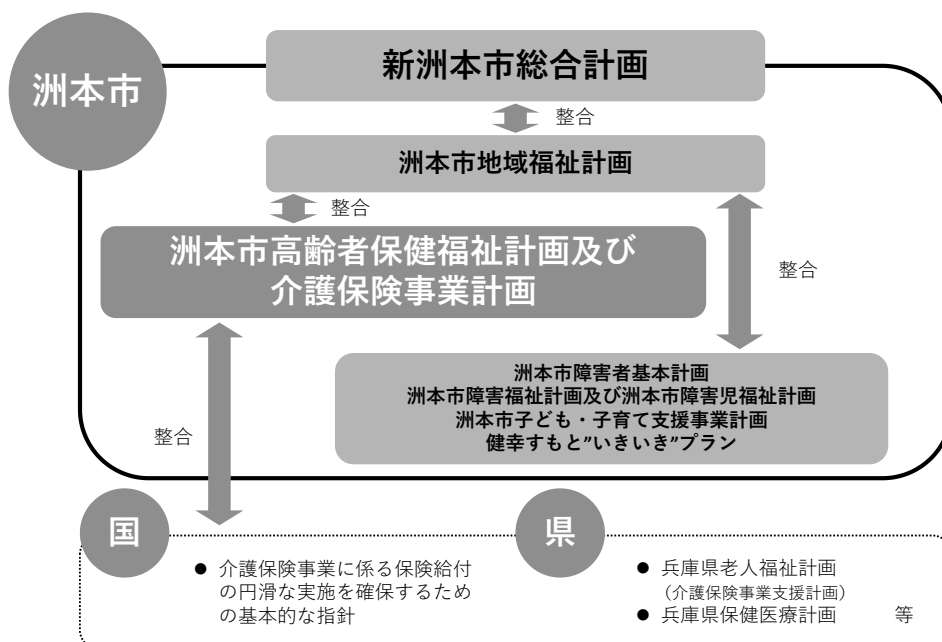 洲本市
新洲本市総合計画
整合
洲本市地域福祉計画
整合
洲本市高齢者保健福祉計画及び
介護保険事業計画
整合
洲本市障害者基本計画
洲本市障害福祉計画及び洲本市障害児福祉計画
洲本市子ども・子育て支援事業計画
健幸すもと”いきいき”プラン
整合
国
● 介護保険事業に係る保険給付
の円滑な実施を確保するため
の基本的な指針
県
● 兵庫県老人福祉計画
（介護保険事業支援計画）
● 兵庫県保健医療計画 等